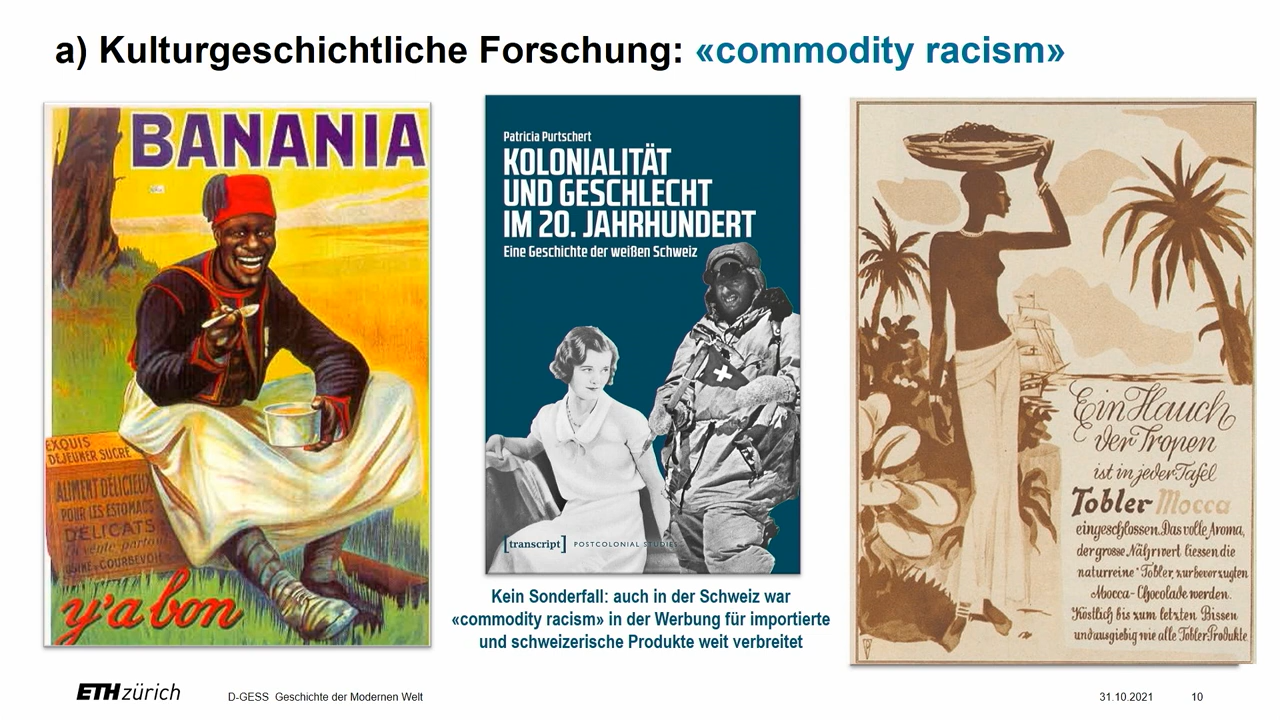 a) Kulturgeschichtliche Forschung: «commodity racism»
BANANIA
EXQUIS
DÉJEUNER SUCRÉ
ALIMENT DÉLICIEUX
POUR LES ESTOMACS
DÉLICATS
En vente partout
USINE à COURBEVOIE
y'a bon
Patricia Purtschert
KOLONIALITÄT
UND GESCHLECHT
IM 20. JAHRHUNDERT
Eine Geschichte der weißen Schweiz
[transcript] POSTCOLONIAL STUDIES
Kein Sonderfall: auch in der Schweiz war
«commodity racism» in der Werbung für importierte
und schweizerische Produkte weit verbreitet
Ein Hauch
der Tropen
ist in jeder Tafel
Tobler Mocca
eingeschlossen. Das volle Aroma,
der grosse Nährwert liessen die
naturreine Tobler, zur bevorzugten
Mocca-Chocolade werden.
Köstlich bis zum letzten Bissen
und ausgiebig wie alle Tobler Produkte
ETH zürich
D-GESS Geschichte der Modernen Welt
31.10.2021
10